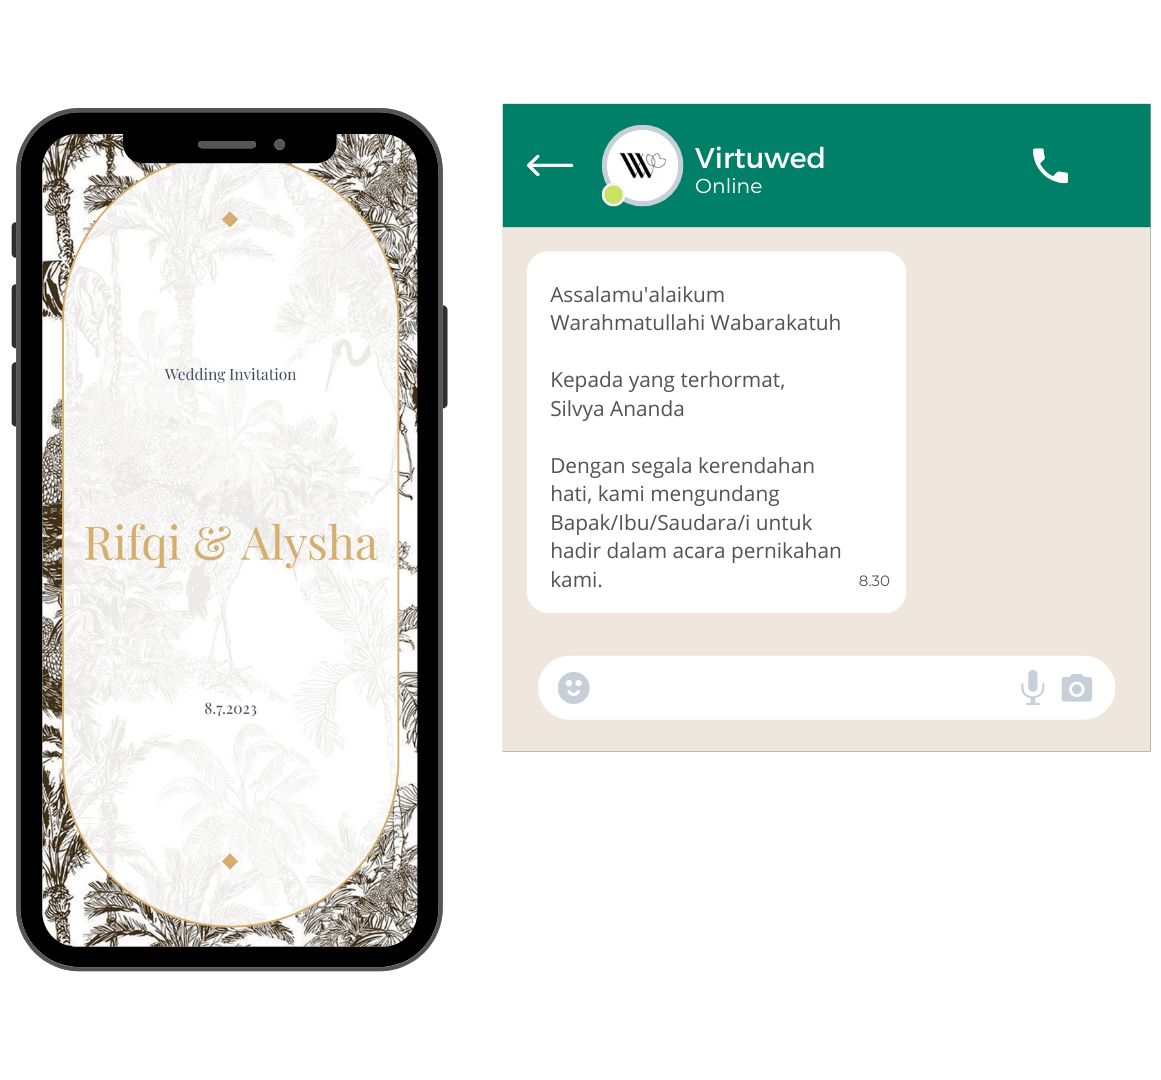 Wedding Invitation
Rifqi & Alysha
8.7.2023
Virtuwed
Online
Assalamu'alaikum
Warahmatullahi Wabarakatuh
Kepada yang terhormat,
Silvya Ananda
Dengan segala kerendahan
hati, kami mengundang
Bapak/Ibu/Saudara/i untuk
hadir dalam acara pernikahan
kami.
8.30